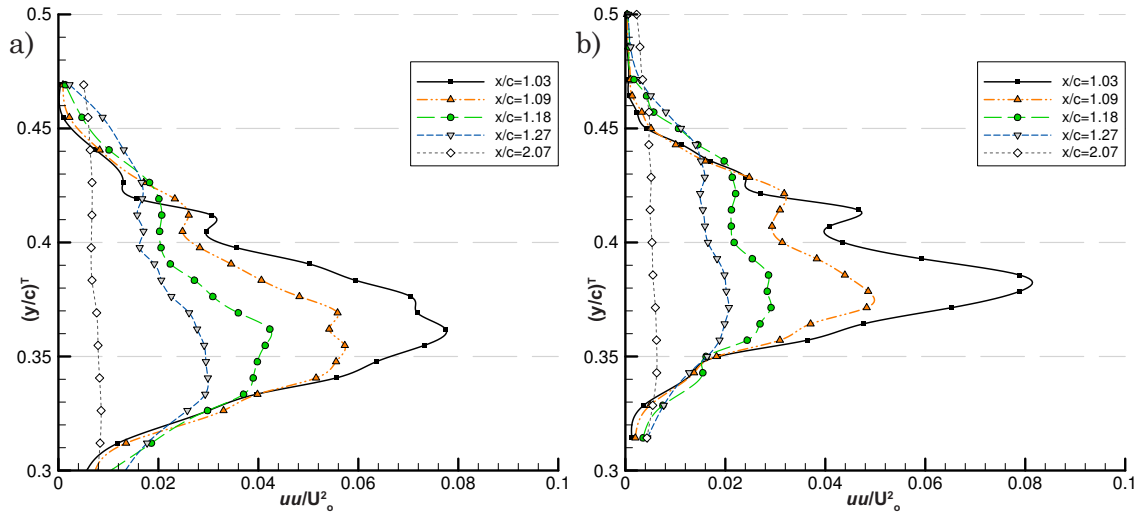 a)
0.5
0.45
0.4
0.35
0.3
(y/c)ᵀ
x/c=1.03
x/c=1.09
x/c=1.18
x/c=1.27
x/c=2.07
0 0.02 0.04 0.06 0.08 0.1
uu/U²ₒ
b)
0.5
0.45
0.4
0.35
0.3
(y/c)ᵀ
x/c=1.03
x/c=1.09
x/c=1.18
x/c=1.27
x/c=2.07
0 0.02 0.04 0.06 0.08 0.1
uu/U²ₒ